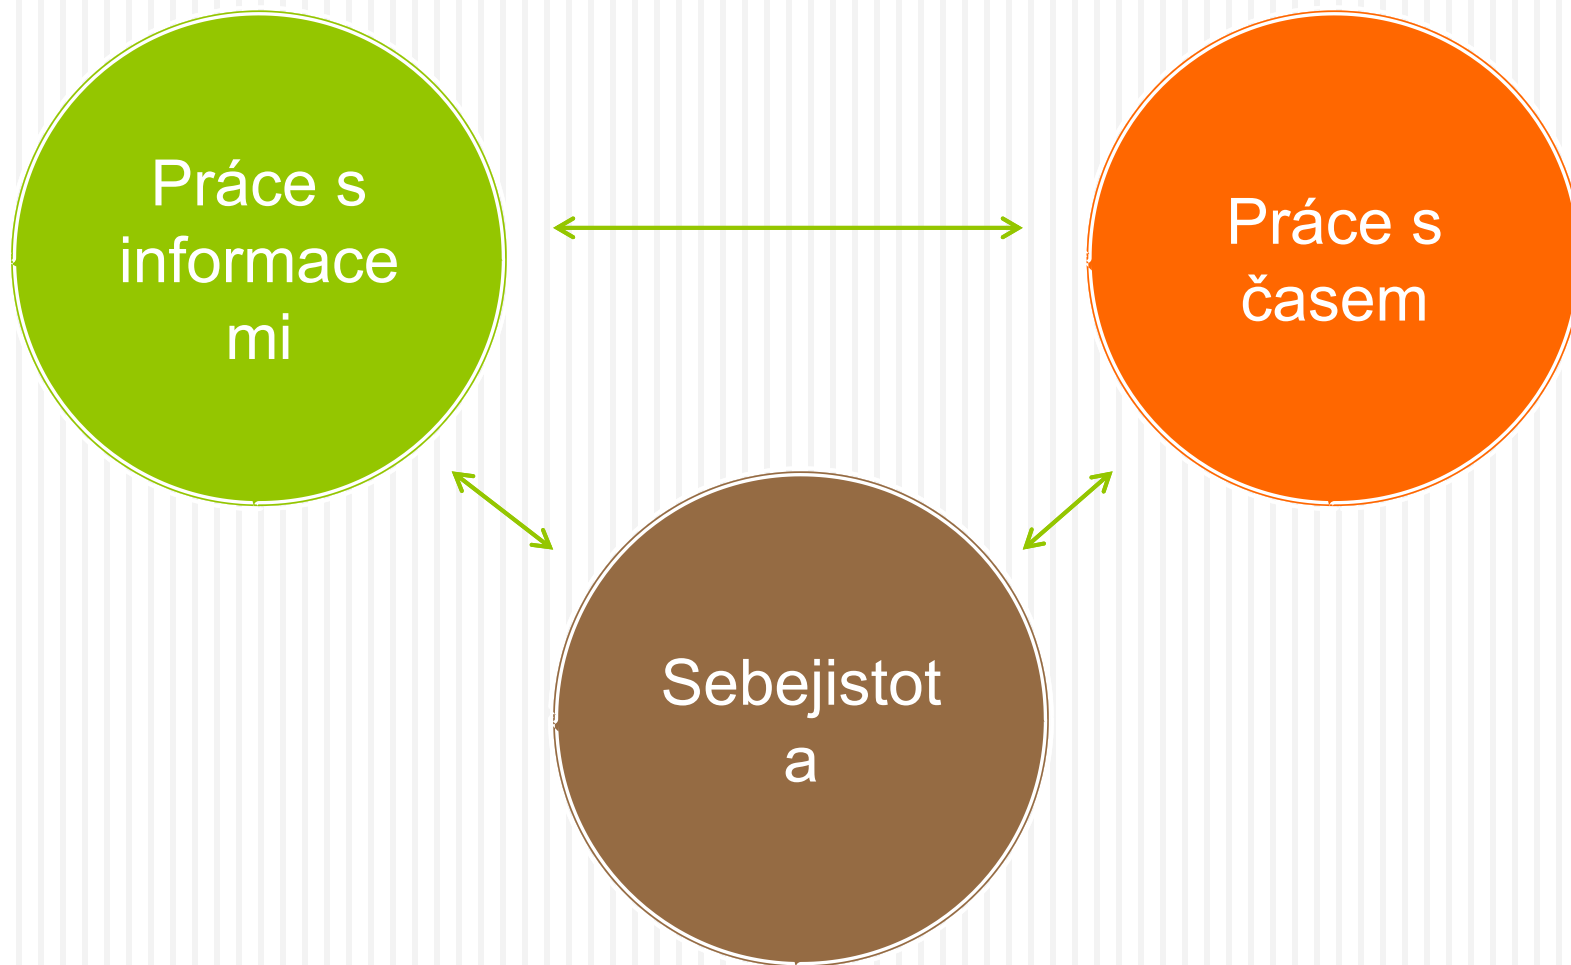 Práce s
informace
mi
Práce s
časem
Sebejistot
a